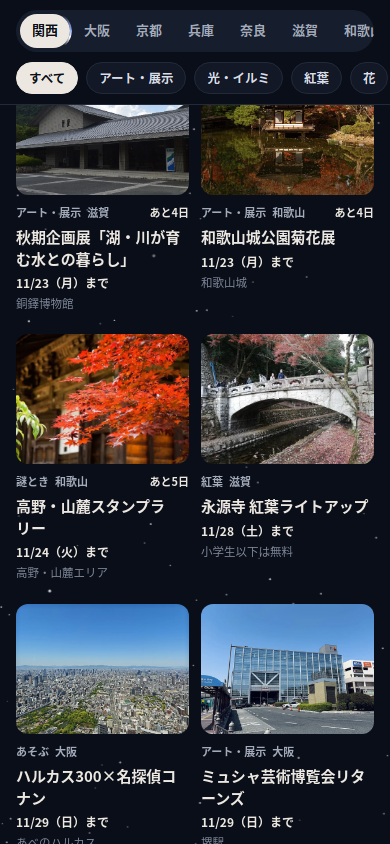 関西 大阪 京都 兵庫 奈良 滋賀 和歌
すべて アート・展示 光・イルミ 紅葉 花
アート・展示 滋賀 あと4日
秋期企画展「湖・川が育
む水との暮らし」
11/23（月）まで
銅鐸博物館
アート・展示 和歌山 あと4日
和歌山城公園菊花展
11/23（月）まで
和歌山城
謎とき 和歌山 あと5日
高野・山麓スタンプラ
リー
11/24（火）まで
高野・山麓エリア
紅葉 滋賀
永源寺 紅葉ライトアップ
11/28（土）まで
小学生以下は無料
あそぶ 大阪
ハルカス300×名探偵コ
ナン
11/29（日）まで
あべのハルカス
アート・展示 大阪
ミュシャ芸術博覧会リタ
ーンズ
11/29（日）まで
堺駅